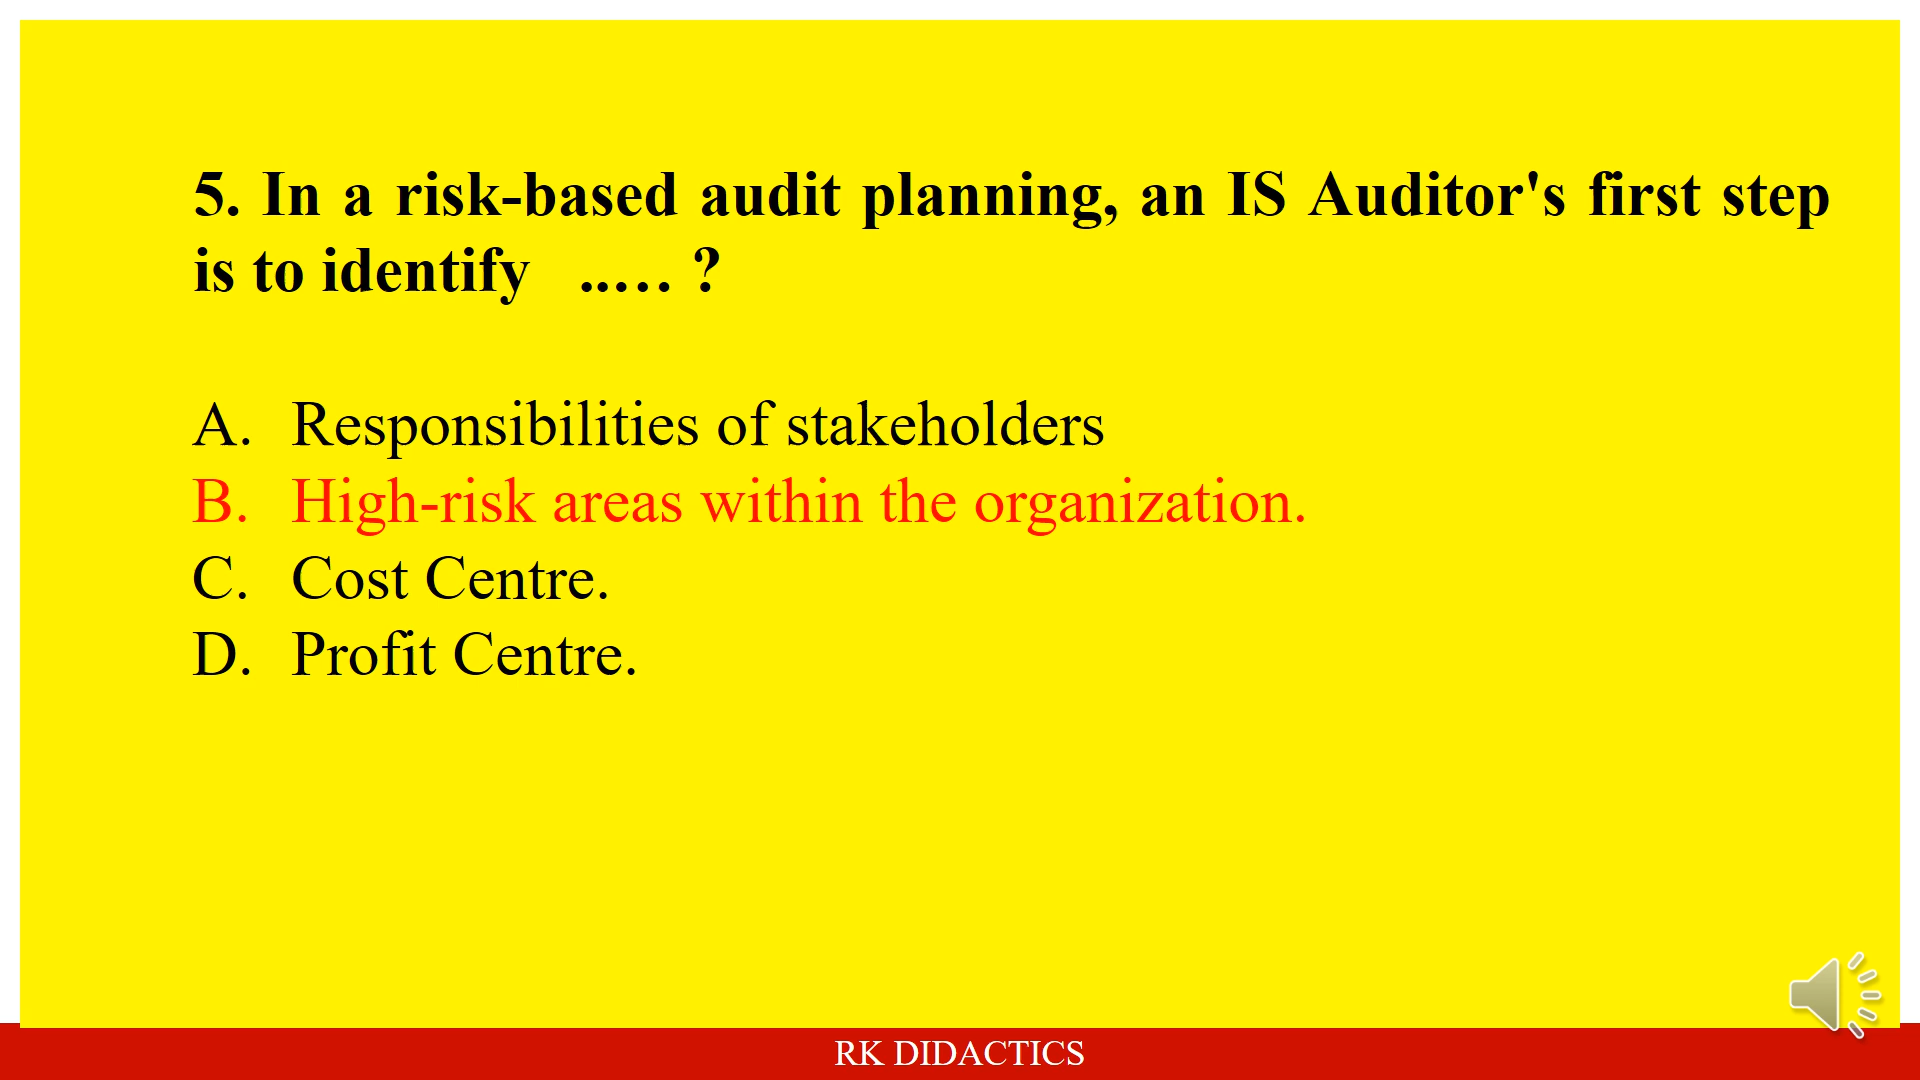 5. In a risk-based audit planning, an IS Auditor's first step
is to identify ..… ?
A. Responsibilities of stakeholders
B. High-risk areas within the organization.
C. Cost Centre.
D. Profit Centre.
RK DIDACTICS